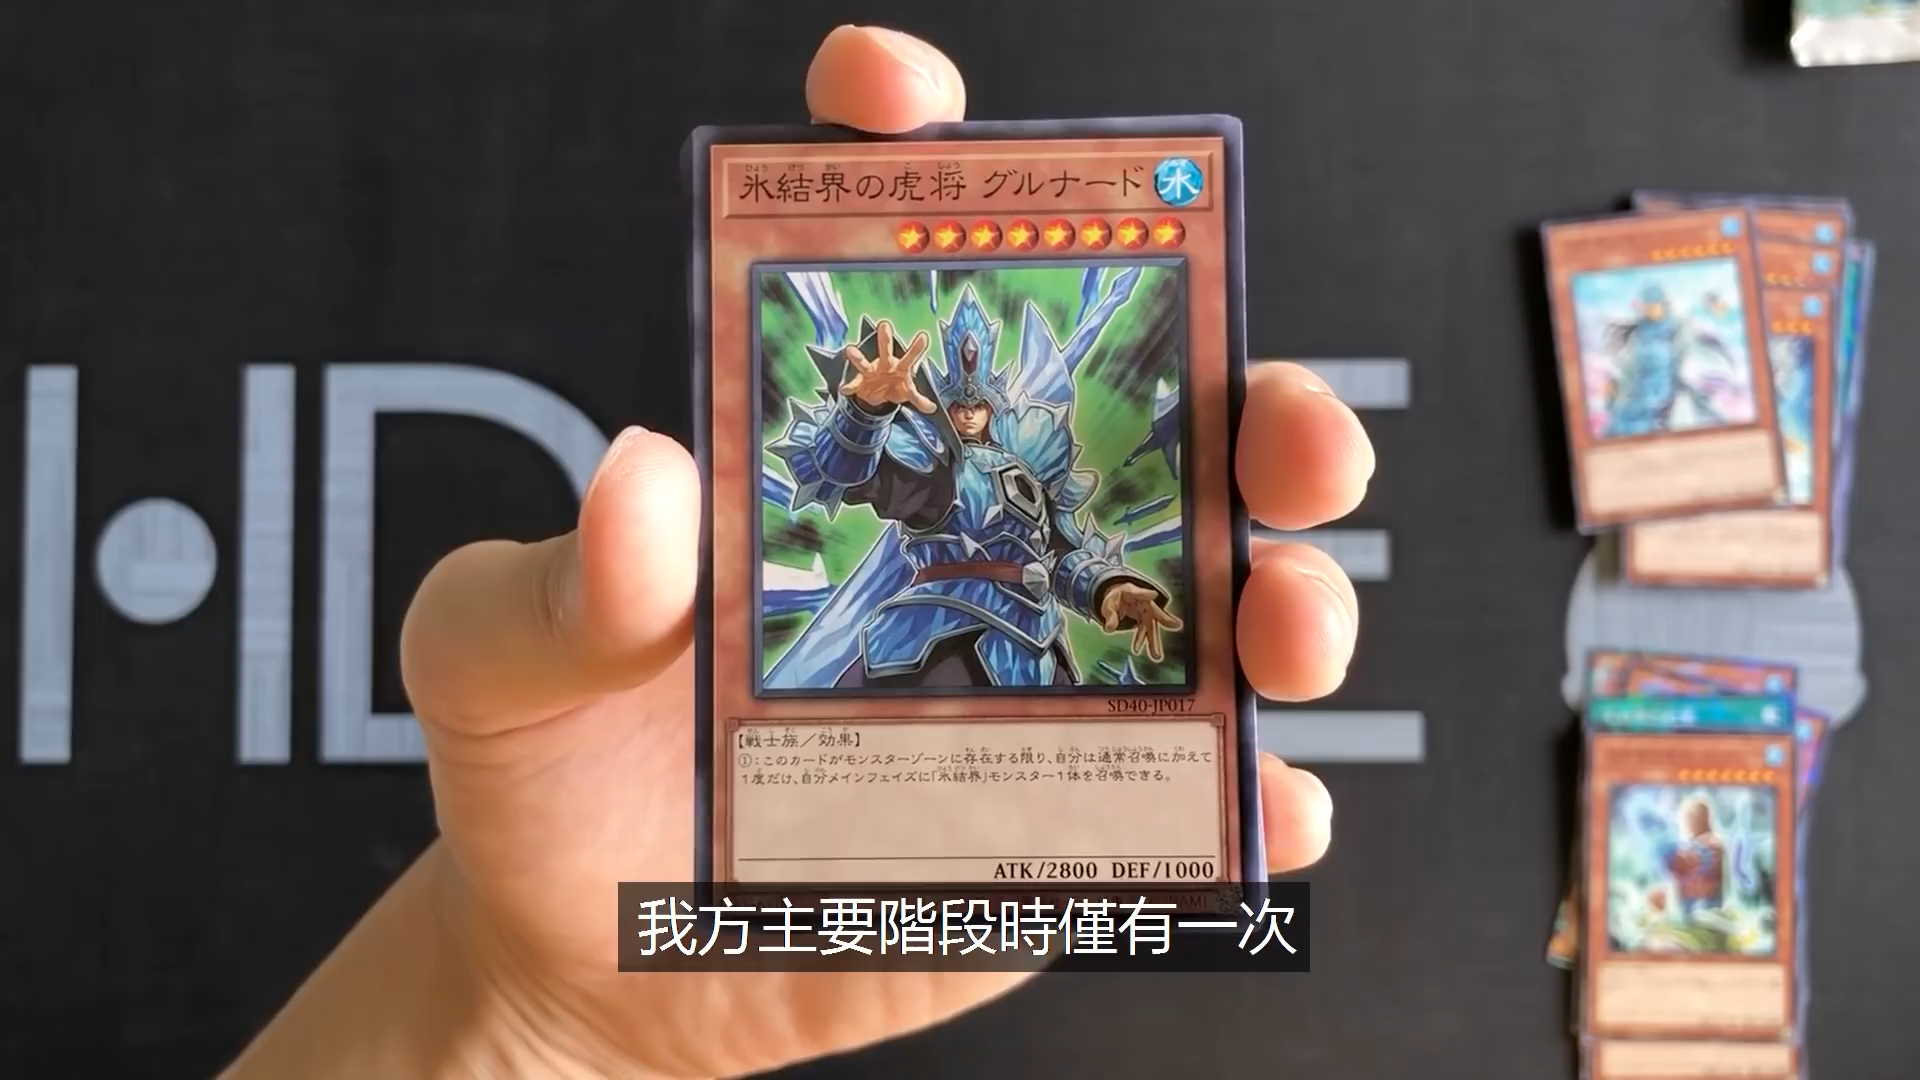 氷結界の虎将 グルナード 水
SD40-JP017
【戦士族／効果】
①：このカードがモンスターゾーンに存在する限り、自分は通常召喚に加えて
１度だけ、自分メインフェイズに「氷結界」モンスター１体を召喚できる。
ATK/2800 DEF/1000
我方主要階段時僅有一次